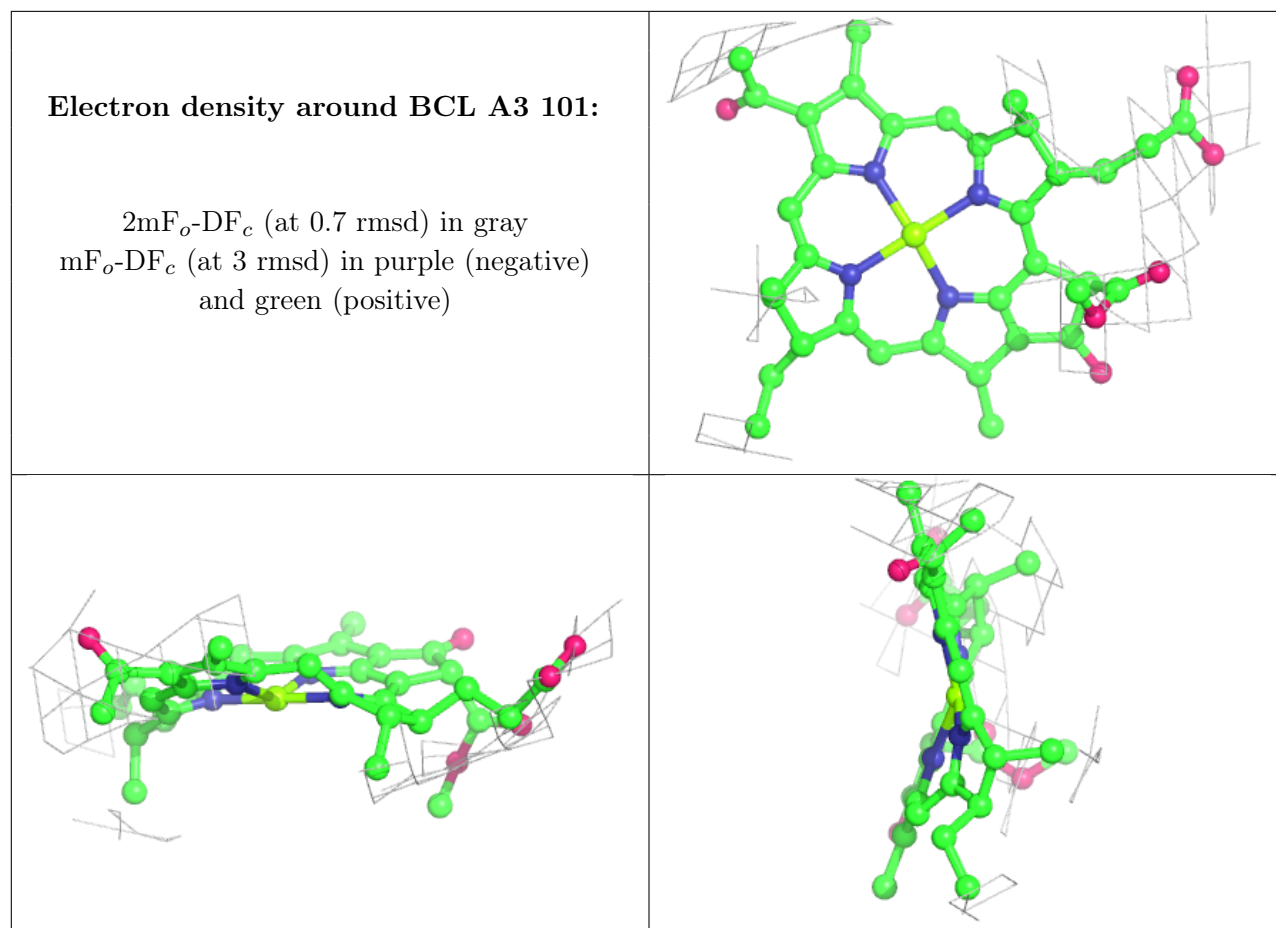 Electron density around BCL A3 101:
2mFo-DFc (at 0.7 rmsd) in gray
mFo-DFc (at 3 rmsd) in purple (negative)
and green (positive)